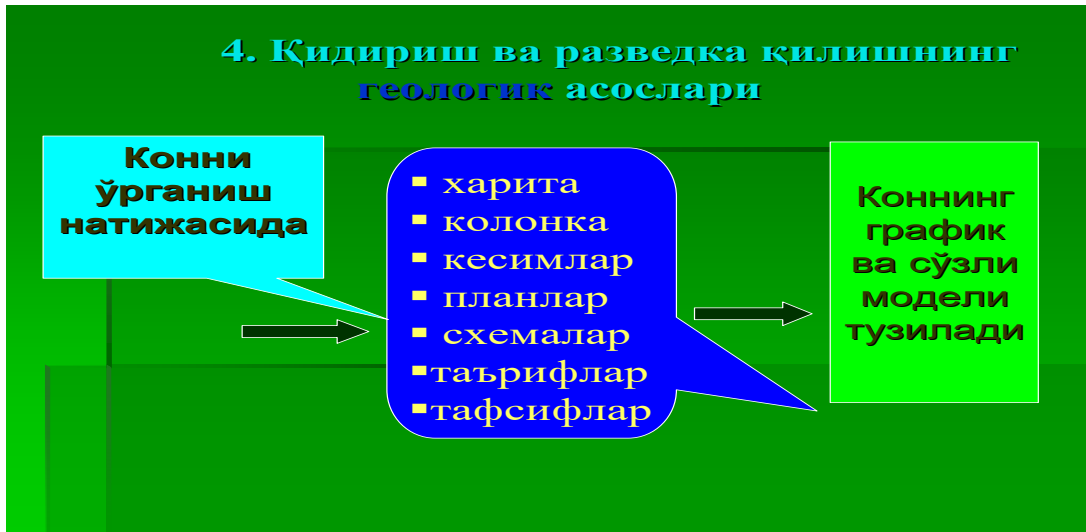 4. Қидириш ва разведка қилишнинг
геологик асослари
Конни
ўрганиш
натижасида
▪ харита
▪ колонка
▪ кесимлар
▪ планлар
▪ схемалар
▪таърифлар
▪тафсифлар
Коннинг
график
ва сўзли
модели
тузилади